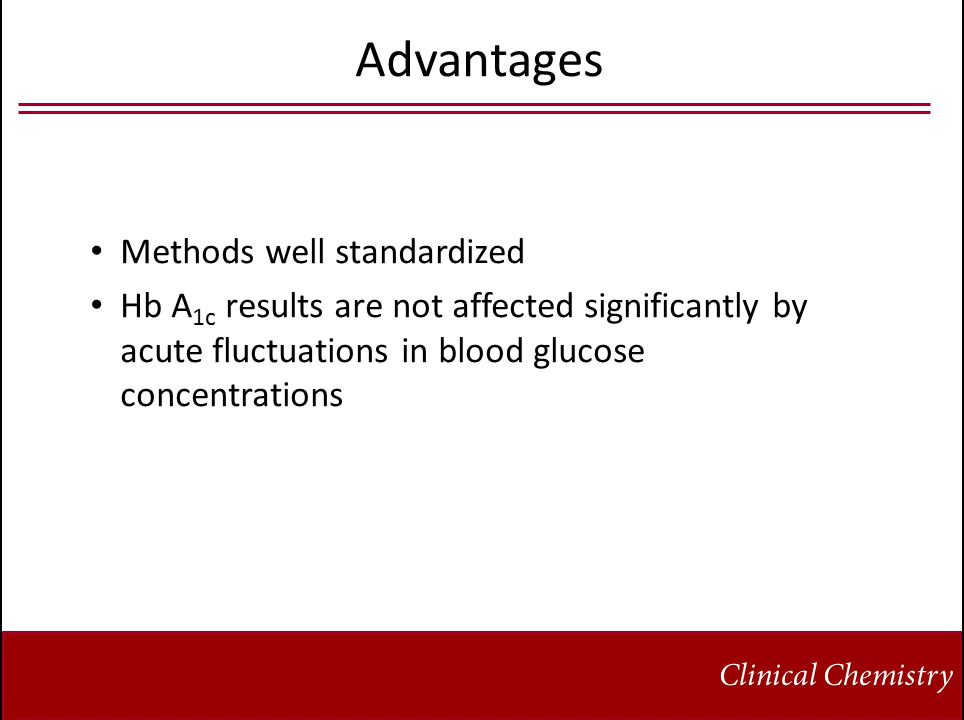 Advantages
• Methods well standardized
• Hb A1c results are not affected significantly by
acute fluctuations in blood glucose
concentrations
Clinical Chemistry